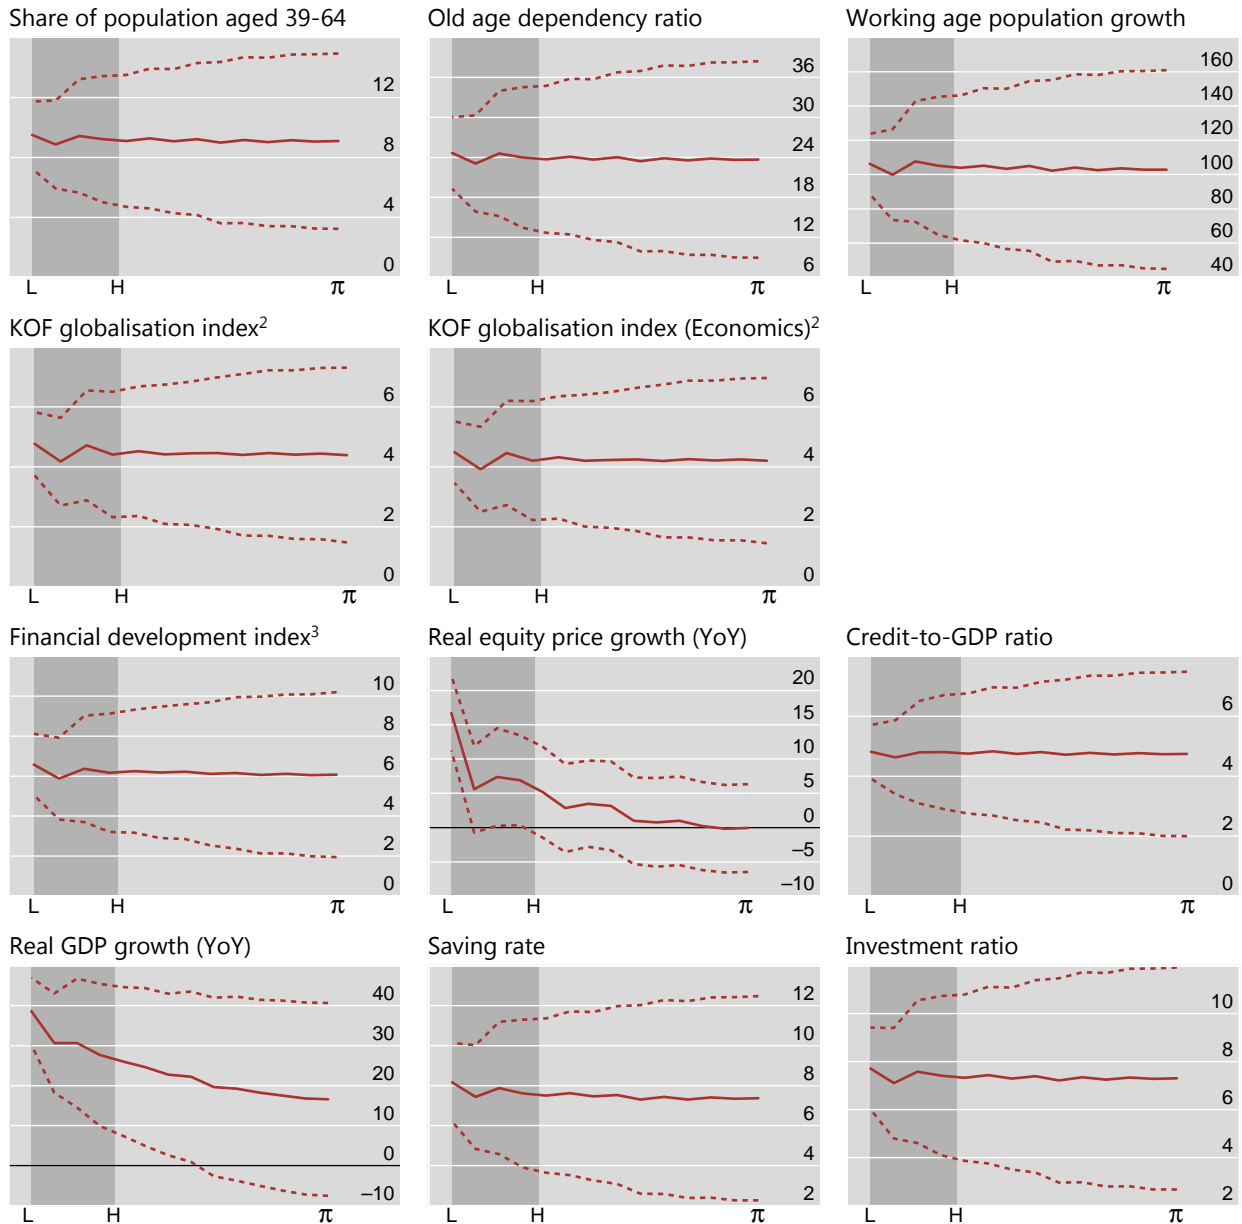 Share of population aged 39-64
12
8
4
0
L H π
Old age dependency ratio
36
30
24
18
12
6
L H π
Working age population growth
160
140
120
100
80
60
40
L H π
KOF globalisation index²
6
4
2
0
L H π
KOF globalisation index (Economics)²
6
4
2
0
L H π
Financial development index³
10
8
6
4
2
0
L H π
Real equity price growth (YoY)
20
15
10
5
0
–5
–10
L H π
Credit-to-GDP ratio
6
4
2
0
L H π
Real GDP growth (YoY)
40
30
20
10
0
–10
L H π
Saving rate
12
10
8
6
4
2
L H π
Investment ratio
10
8
6
4
2
L H π